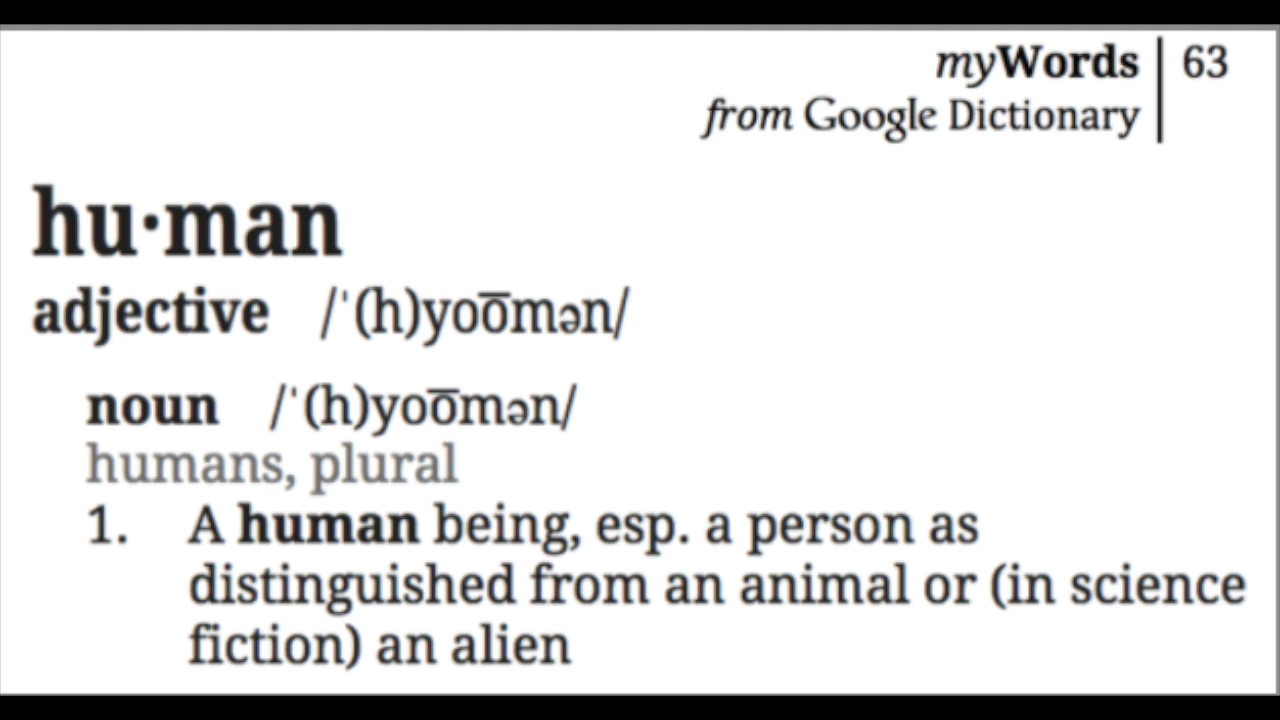 myWords | 63
from Google Dictionary
hu·man
adjective /ˈ(h)yo͞omən/
noun /ˈ(h)yo͞omən/
humans, plural
1. A human being, esp. a person as
distinguished from an animal or (in science
fiction) an alien